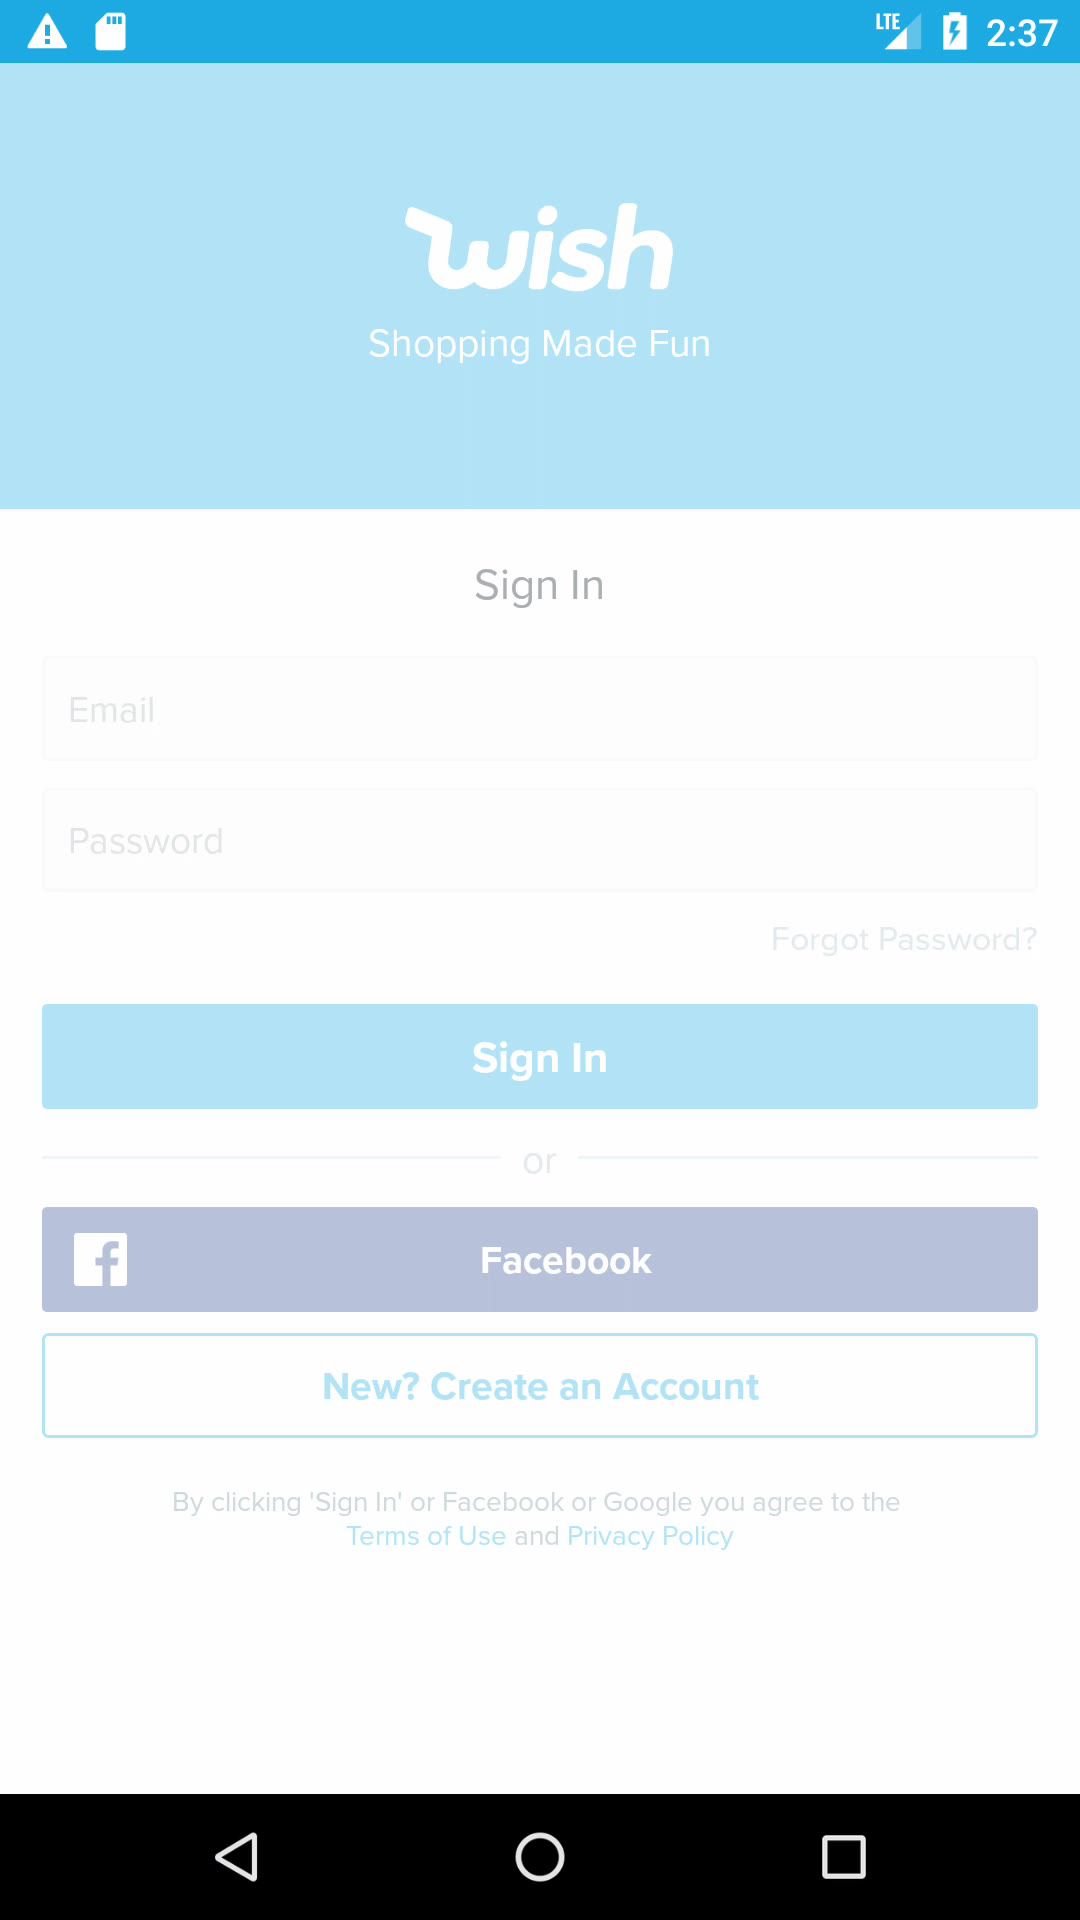 LTE 2:37
wish
Shopping Made Fun
Sign In
Email
Password
Forgot Password?
Sign In
or
Facebook
New? Create an Account
By clicking 'Sign In' or Facebook or Google you agree to the
Terms of Use and Privacy Policy